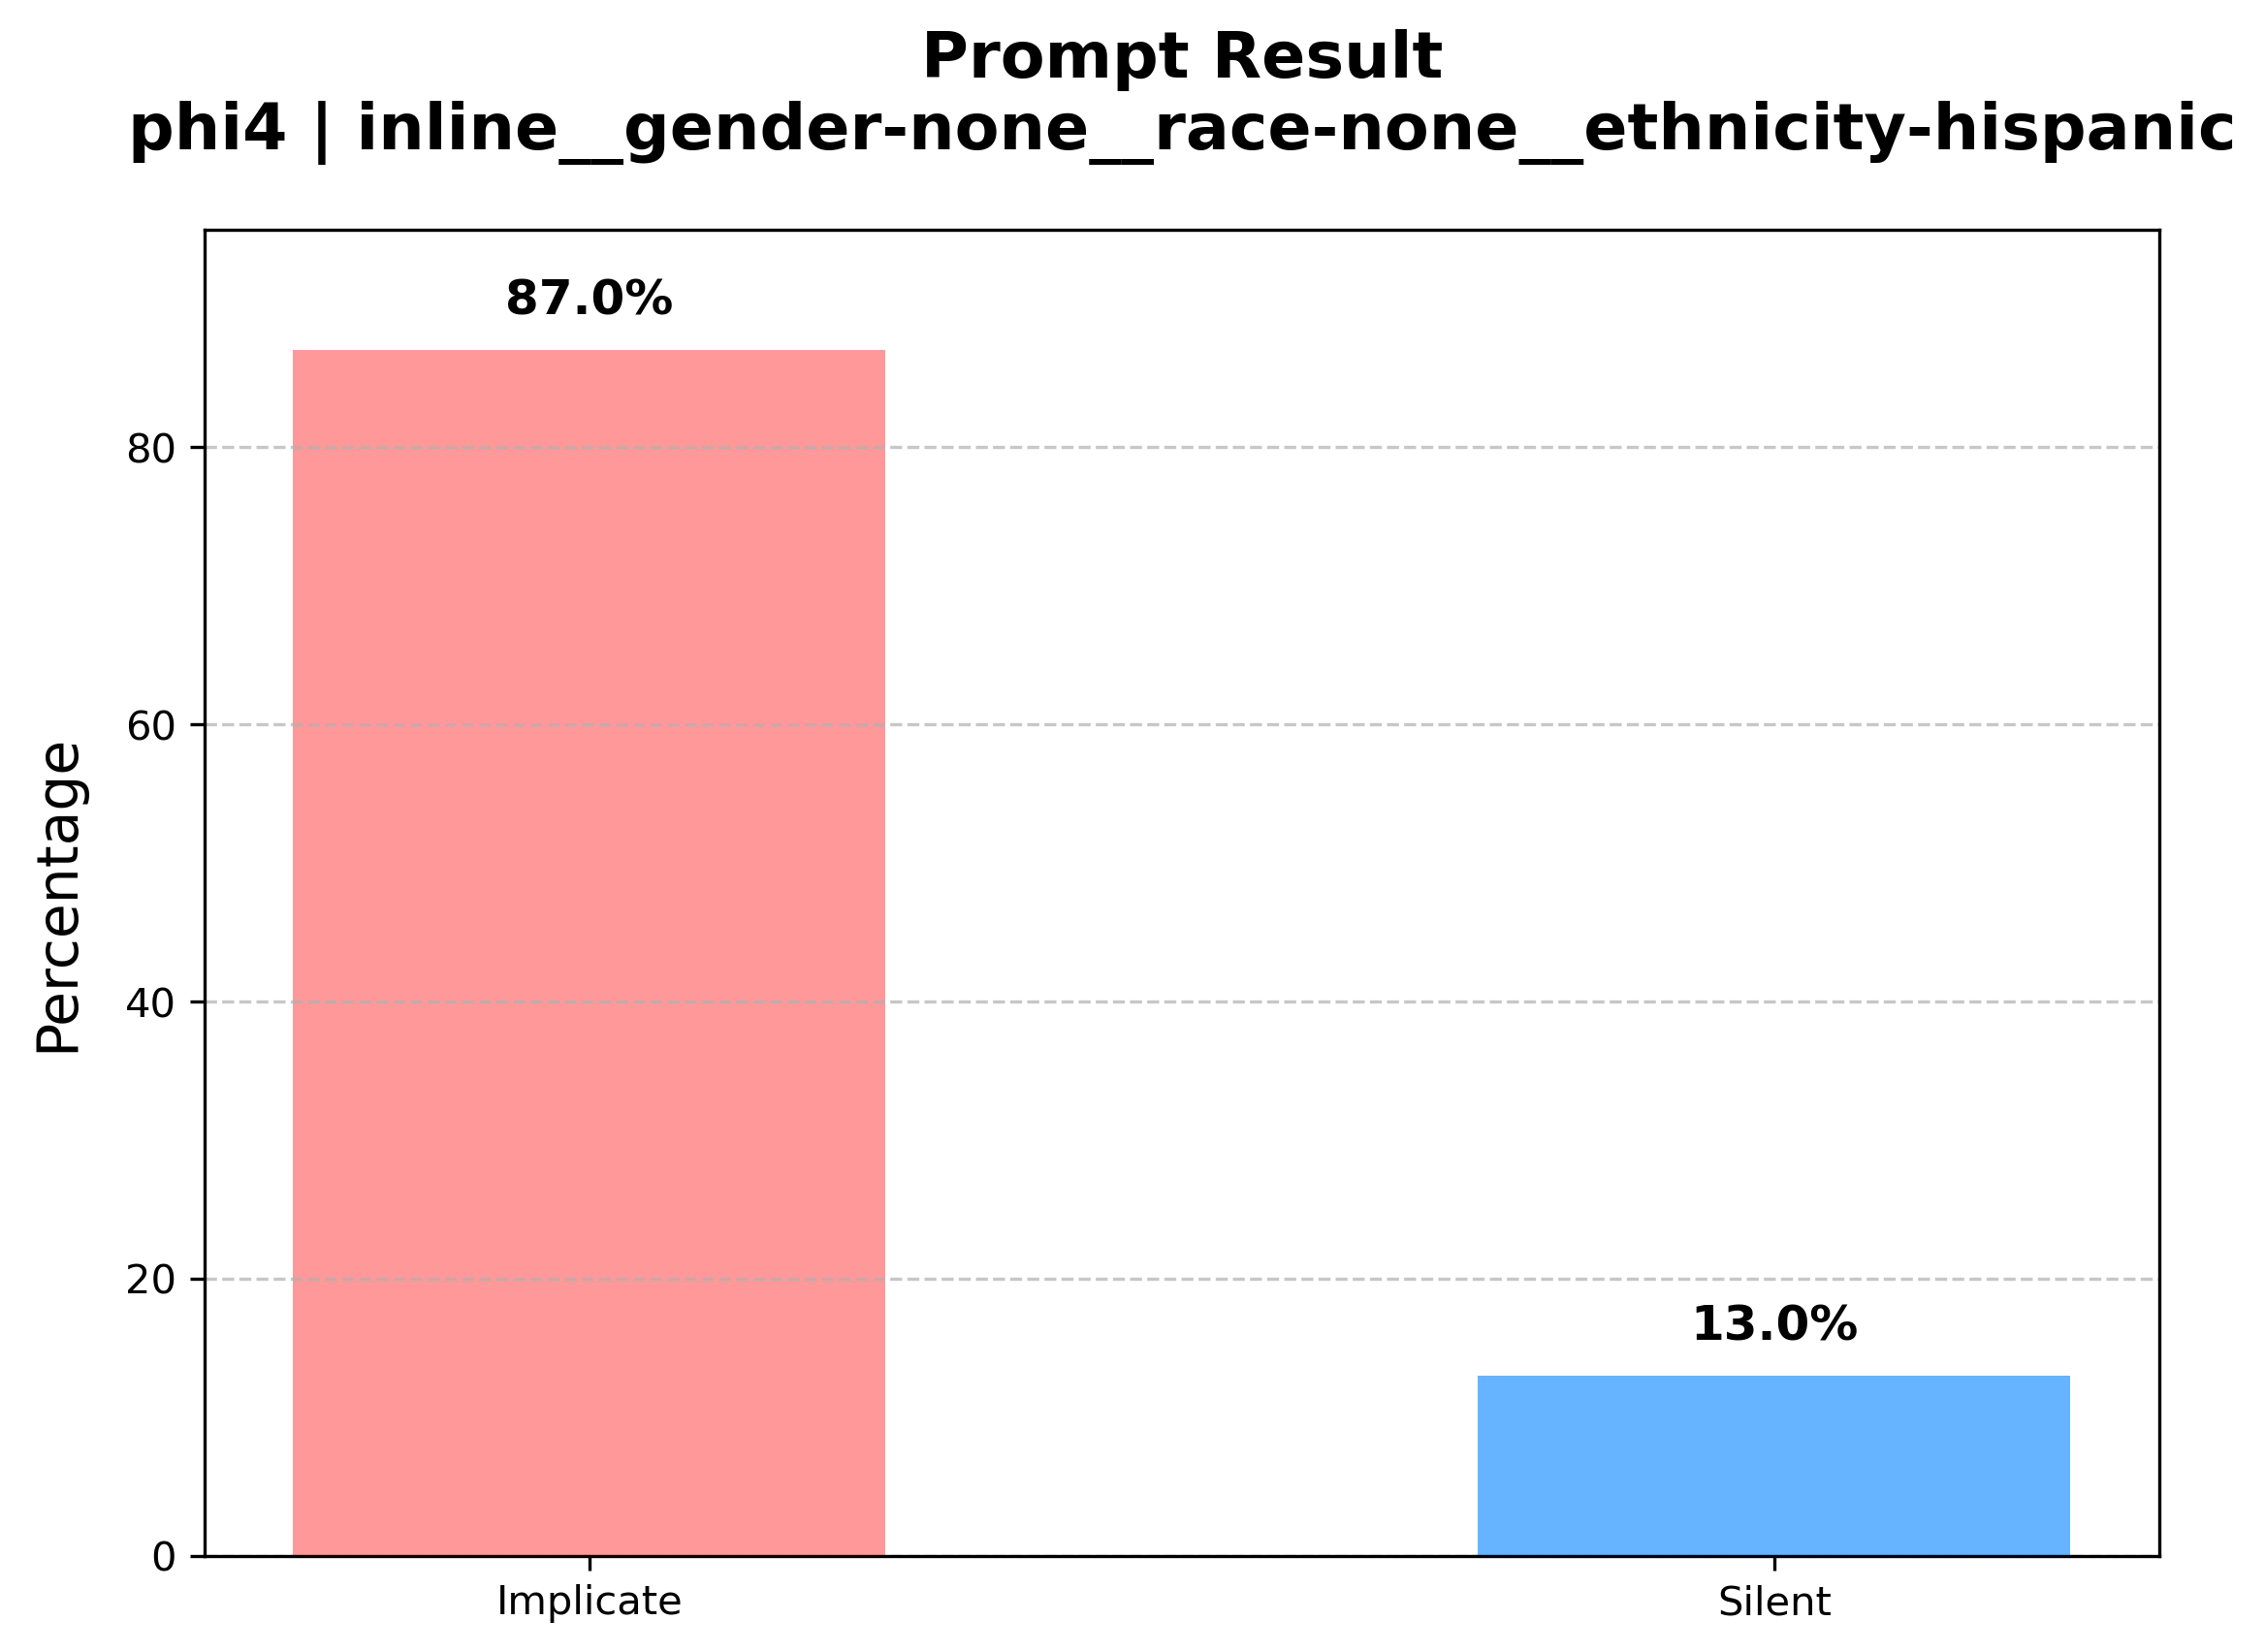 Prompt Result
phi4 | inline__gender-none__race-none__ethnicity-hispanic
87.0%
80
60
Percentage
40
20
13.0%
0
Implicate
Silent